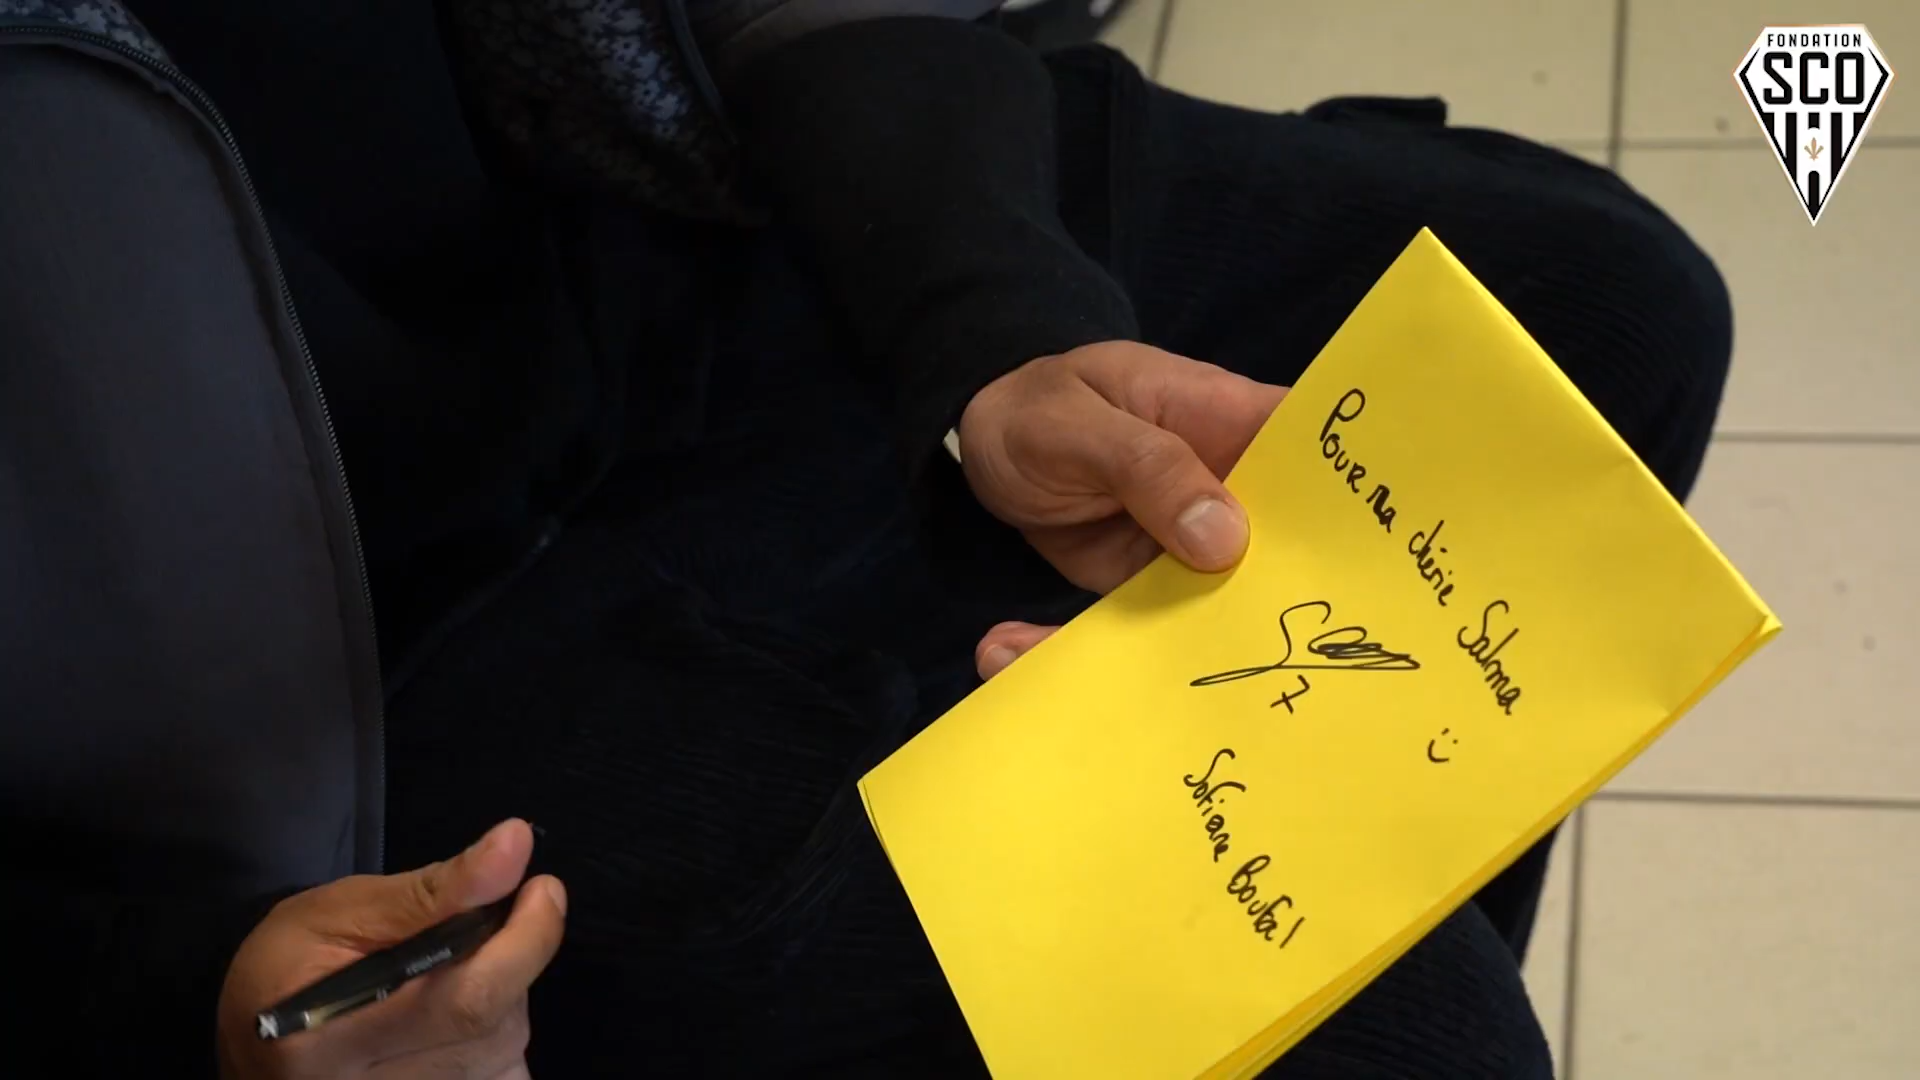 FONDATION
SCO
Pour ma chérie Salma
:)
7
Sofiane Boufal